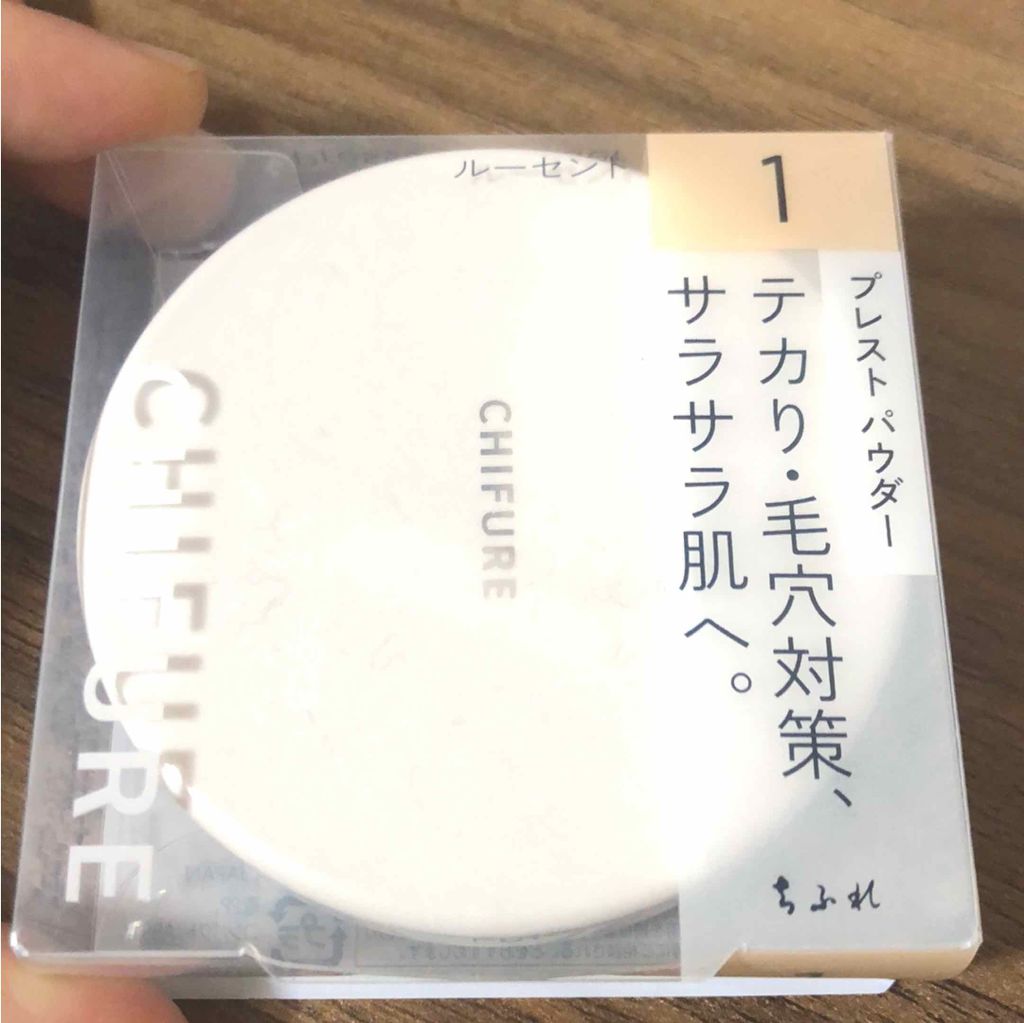 ルーセント
1
プレスト パウダー
テカリ・毛穴対策、
サラサラ肌へ。
CHIFURE
CHIFURE
ちふれ
JAPAN